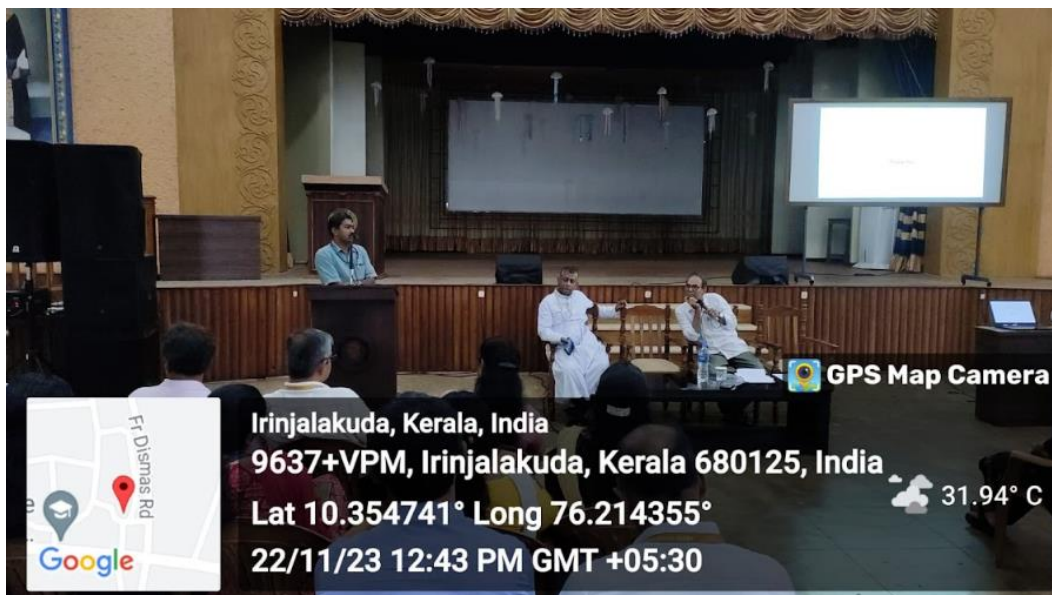 GPS Map Camera
Irinjalakuda, Kerala, India
9637+VPM, Irinjalakuda, Kerala 680125, India
Lat 10.354741° Long 76.214355°
22/11/23 12:43 PM GMT +05:30
31.94° C
Fr Dismas Rd
Google